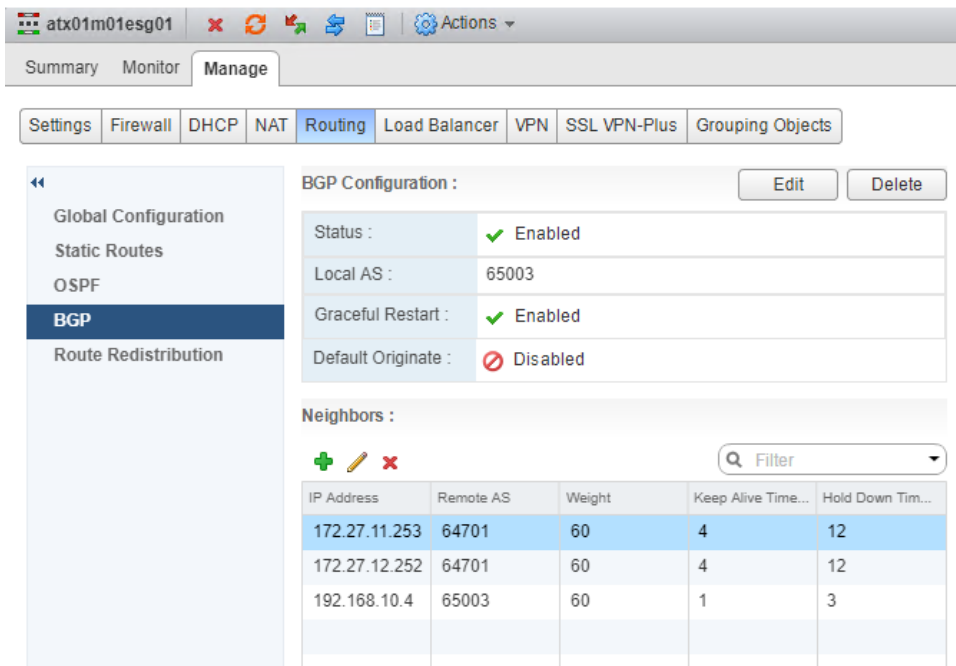 atx01m01esg01 Actions
Summary Monitor Manage
Settings Firewall DHCP NAT Routing Load Balancer VPN SSL VPN-Plus Grouping Objects
Global Configuration
Static Routes
OSPF
BGP
Route Redistribution
BGP Configuration : Edit Delete
Status : Enabled
Local AS : 65003
Graceful Restart : Enabled
Default Originate : Disabled
Neighbors :
Filter
IP Address Remote AS Weight Keep Alive Time... Hold Down Tim...
172.27.11.253 64701 60 4 12
172.27.12.252 64701 60 4 12
192.168.10.4 65003 60 1 3